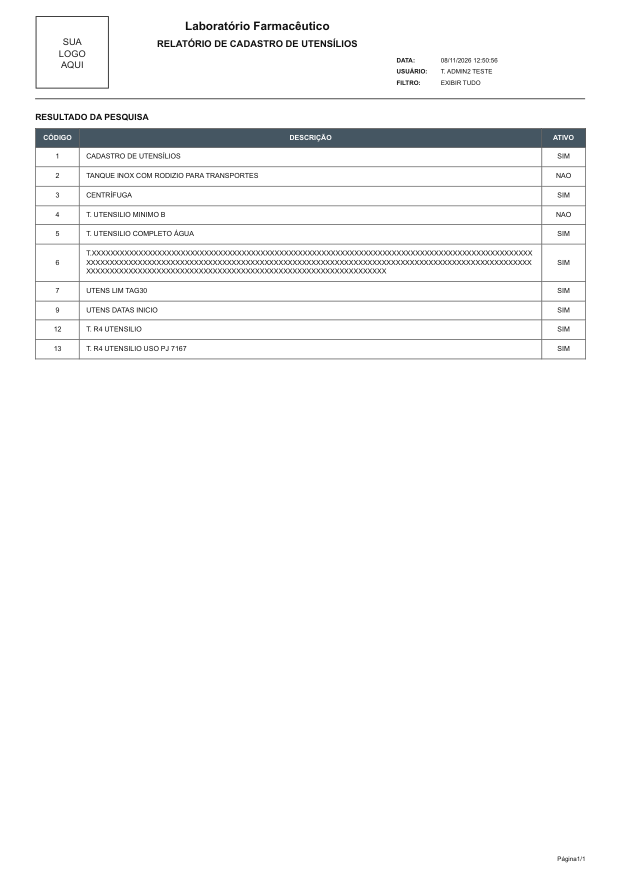 SUA
LOGO
AQUI
Laboratório Farmacêutico
RELATÓRIO DE CADASTRO DE UTENSÍLIOS
DATA: 08/11/2026 12:50:56
USUÁRIO: T. ADMIN2 TESTE
FILTRO: EXIBIR TUDO
RESULTADO DA PESQUISA
CÓDIGO DESCRIÇÃO ATIVO
1 CADASTRO DE UTENSÍLIOS SIM
2 TANQUE INOX COM RODIZIO PARA TRANSPORTES NAO
3 CENTRÍFUGA SIM
4 T. UTENSILIO MINIMO B NAO
5 T. UTENSILIO COMPLETO ÁGUA SIM
6 SIM
7 UTENS LIM TAG30 SIM
9 UTENS DATAS INICIO SIM
12 T. R4 UTENSILIO SIM
13 T. R4 UTENSILIO USO PJ 7167 SIM
Página1/1